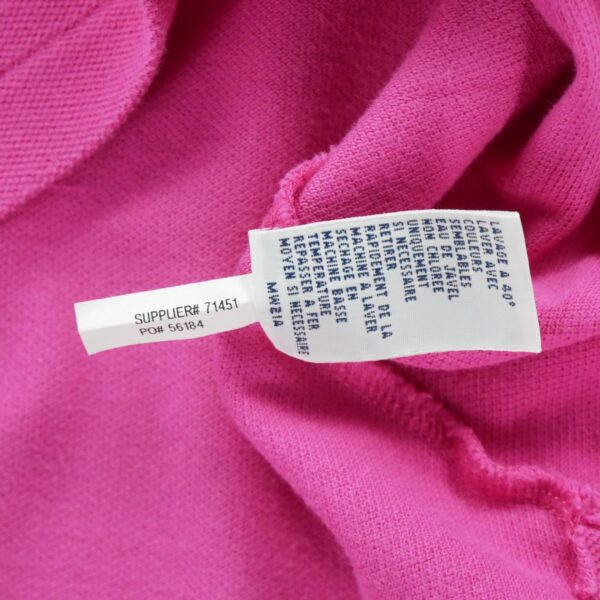 SUPPLIER# 71451
PO# 56184
LAVAGE A 40°
LAVER AVEC
COULEURS
SEMBLABLES
EAU DE JAVEL
NON CHLOREE
UNIQUEMENT
SI NECESSAIRE
RETIRER
RAPIDEMENT DE LA
MACHINE A LAVER
SECHAGE EN
MACHINE BASSE
TEMPERATURE
REPASSER A FER
MOYEN SI NECESSAIRE
MWZ1A